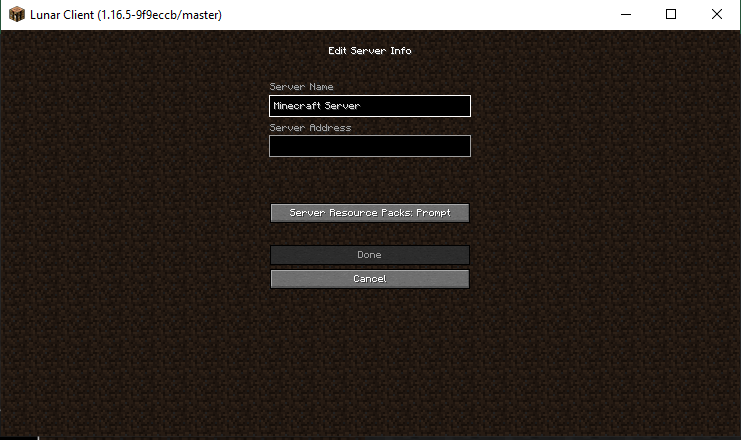 Lunar Client (1.16.5-9f9eccb/master)
Edit Server Info
Server Name
Minecraft Server
Server Address
Server Resource Packs: Prompt
Done
Cancel